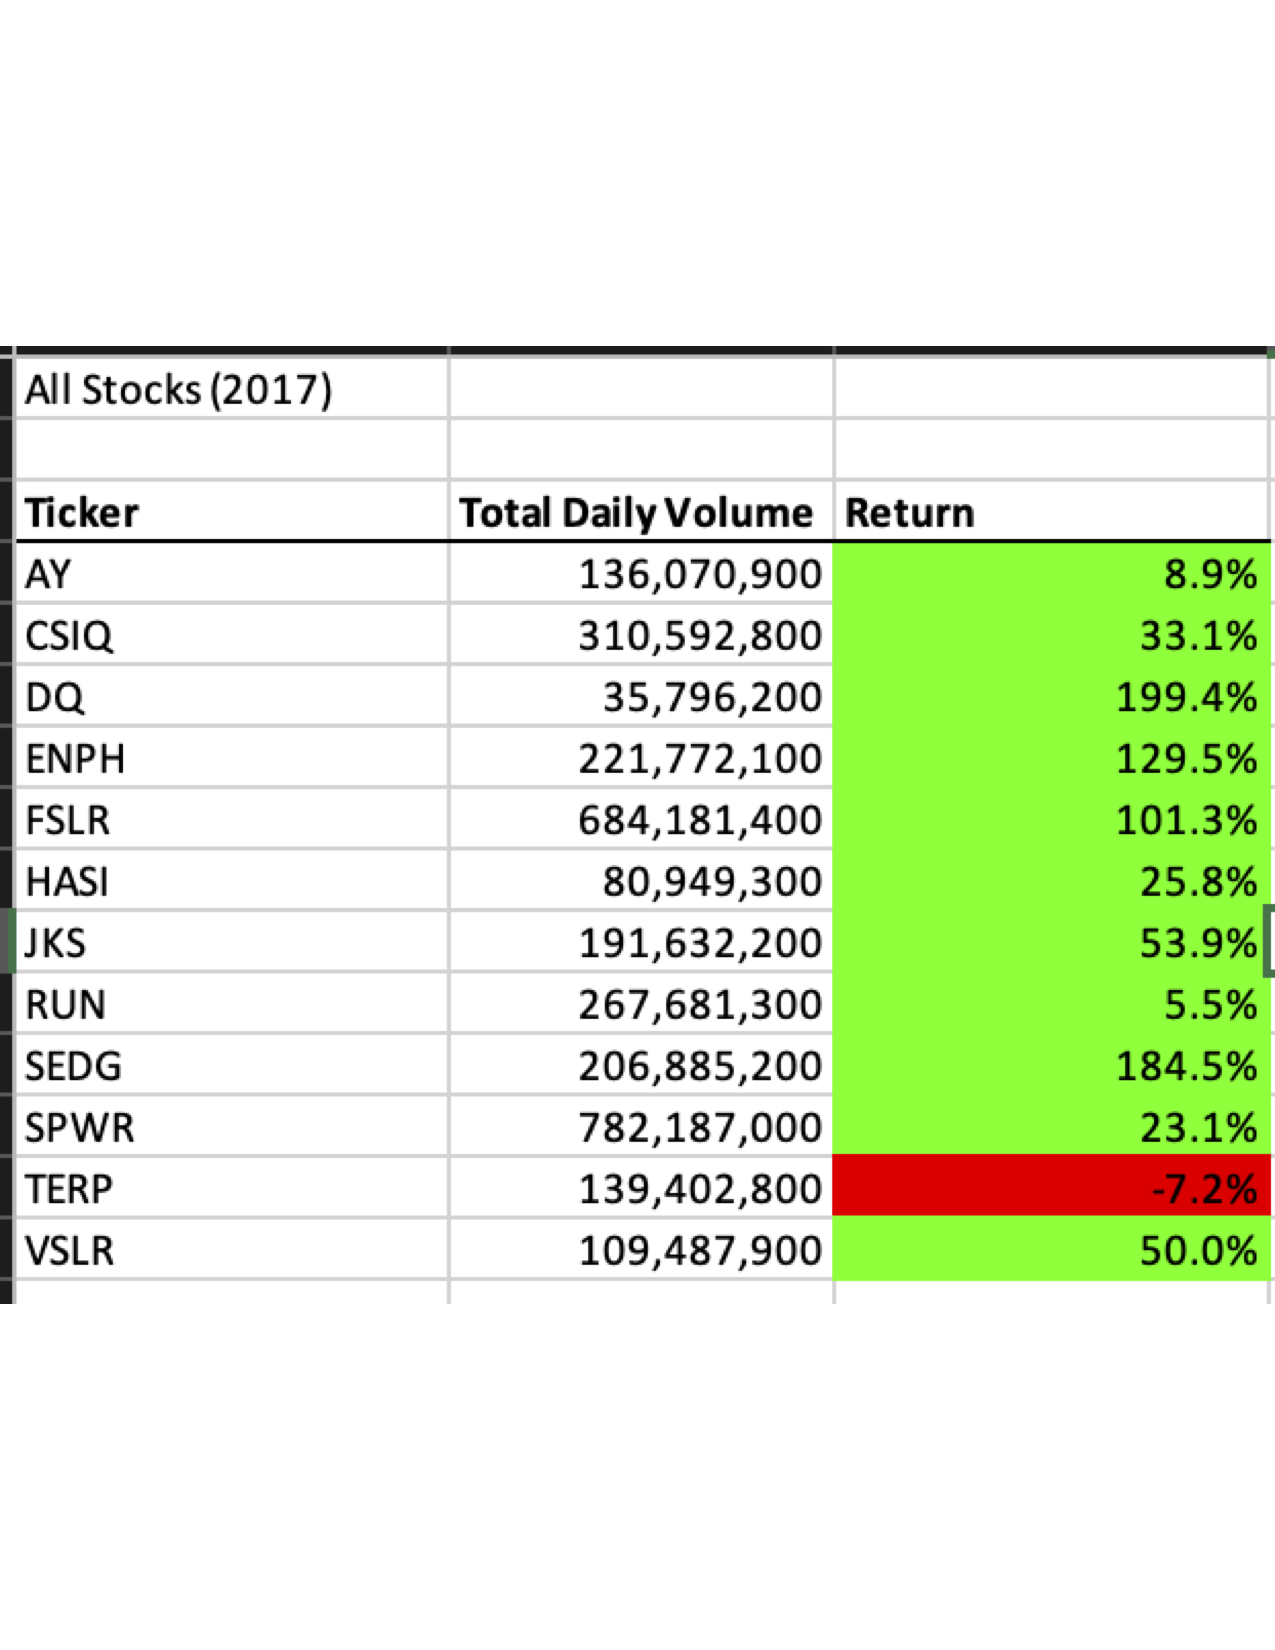 All Stocks (2017)
Ticker Total Daily Volume Return
AY 136,070,900 8.9%
CSIQ 310,592,800 33.1%
DQ 35,796,200 199.4%
ENPH 221,772,100 129.5%
FSLR 684,181,400 101.3%
HASI 80,949,300 25.8%
JKS 191,632,200 53.9%
RUN 267,681,300 5.5%
SEDG 206,885,200 184.5%
SPWR 782,187,000 23.1%
TERP 139,402,800 -7.2%
VSLR 109,487,900 50.0%